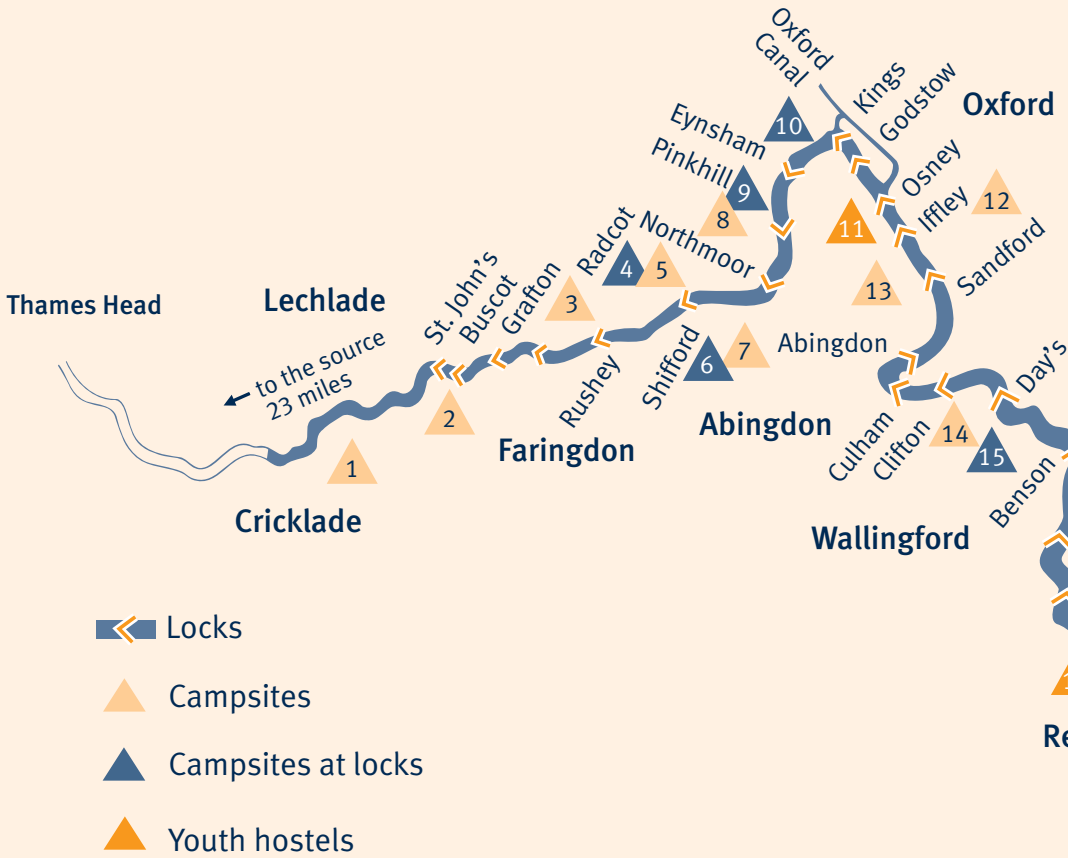 Oxford
Canal
Kings
Godstow
Oxford
Eynsham
10
Pinkhill
9
Osney
Iffley
12
8
11
Northmoor
Radcot
4
5
Sandford
13
Grafton
3
Buscot
St. John's
Lechlade
Thames Head
to the source
23 miles
Rushey
Shifford
6
7
Abingdon
Day's
2
Faringdon
Abingdon
Culham
Clifton
14
15
Benson
1
Cricklade
Wallingford
Locks
Campsites
Campsites at locks
Youth hostels
Re